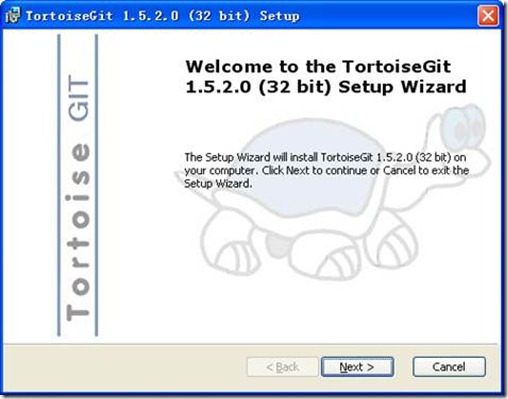 TortoiseGit 1.5.2.0 (32 bit) Setup
Tortoise GIT
Welcome to the TortoiseGit
1.5.2.0 (32 bit) Setup Wizard
The Setup Wizard will install TortoiseGit 1.5.2.0 (32 bit) on
your computer. Click Next to continue or Cancel to exit the
Setup Wizard.
< Back
Next >
Cancel